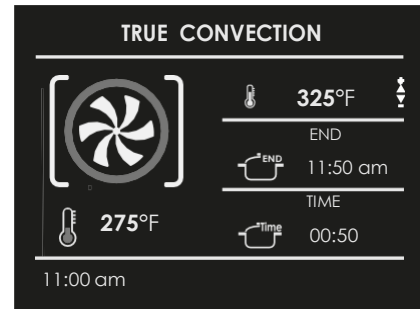 TRUE CONVECTION
325°F
END
END 11:50 am
TIME
275°F
Time 00:50
11:00 am